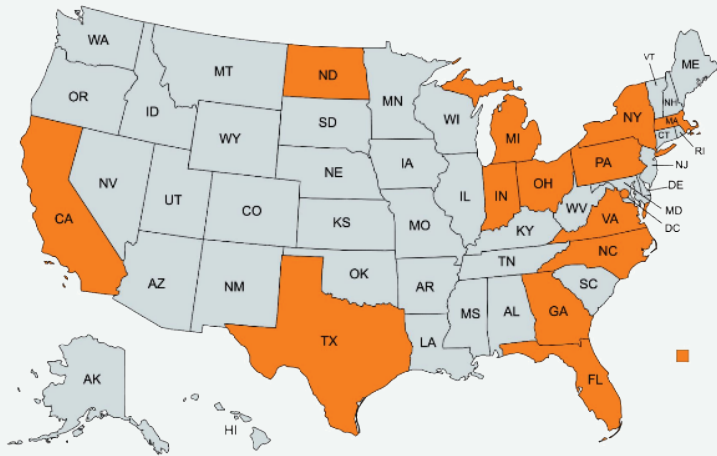 WA
MT
ND
MN
VT
ME
OR
ID
SD
WI
MI
NY
NH
MA
CT
RI
WY
NE
IA
PA
NJ
NV
UT
CO
KS
MO
IL
IN
OH
WV
VA
DE
MD
DC
CA
KY
AZ
NM
OK
AR
TN
NC
SC
TX
LA
MS
AL
GA
FL
AK
HI